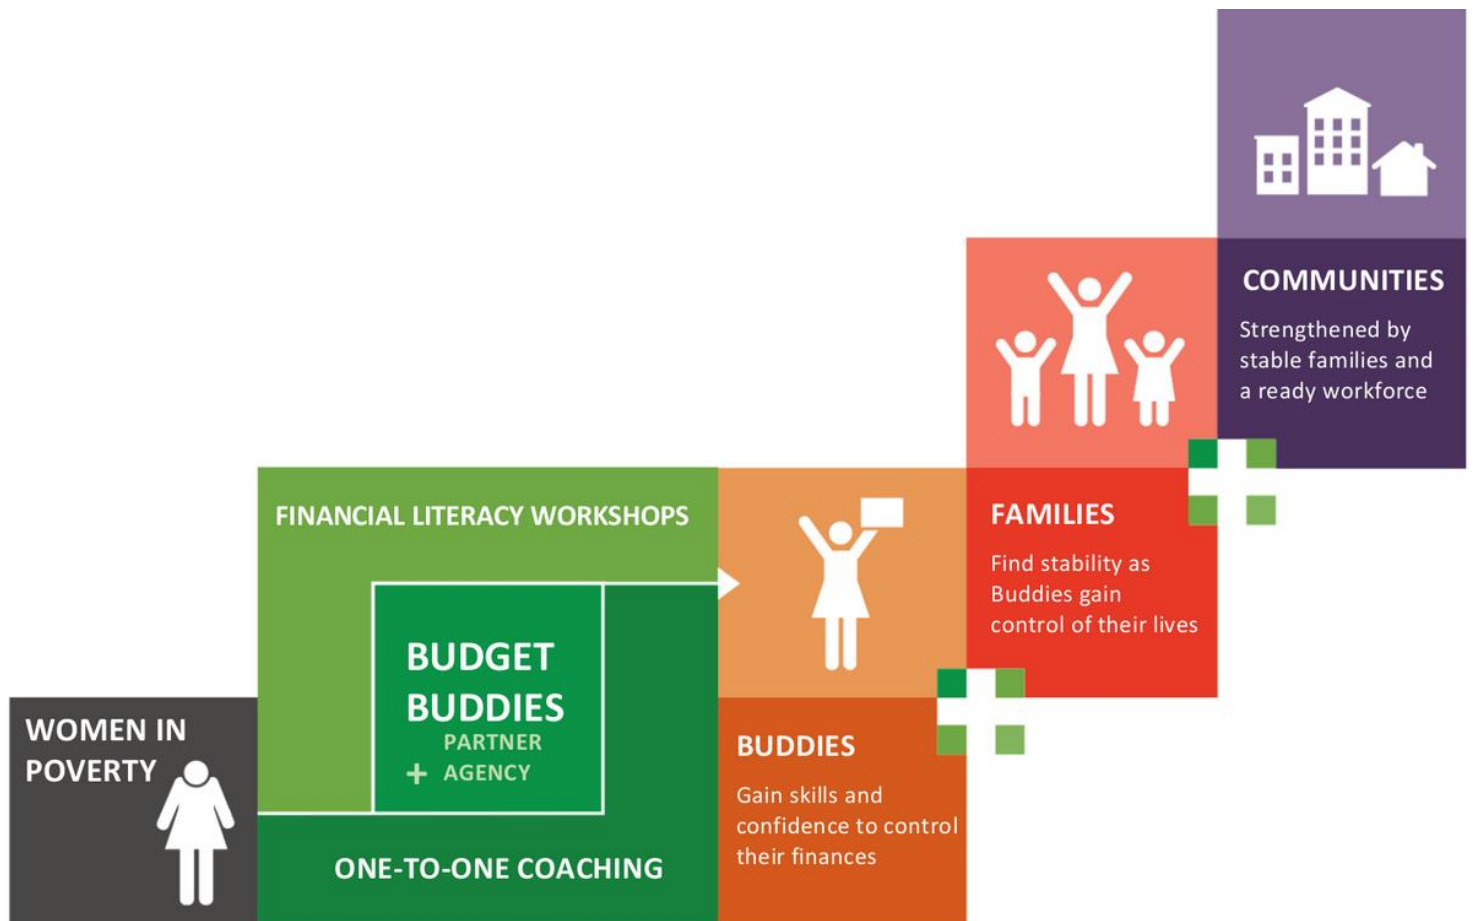 WOMEN IN
POVERTY
FINANCIAL LITERACY WORKSHOPS
BUDGET
BUDDIES
PARTNER
+ AGENCY
ONE-TO-ONE COACHING
BUDDIES
Gain skills and
confidence to control
their finances
FAMILIES
Find stability as
Buddies gain
control of their lives
COMMUNITIES
Strengthened by
stable families and
a ready workforce